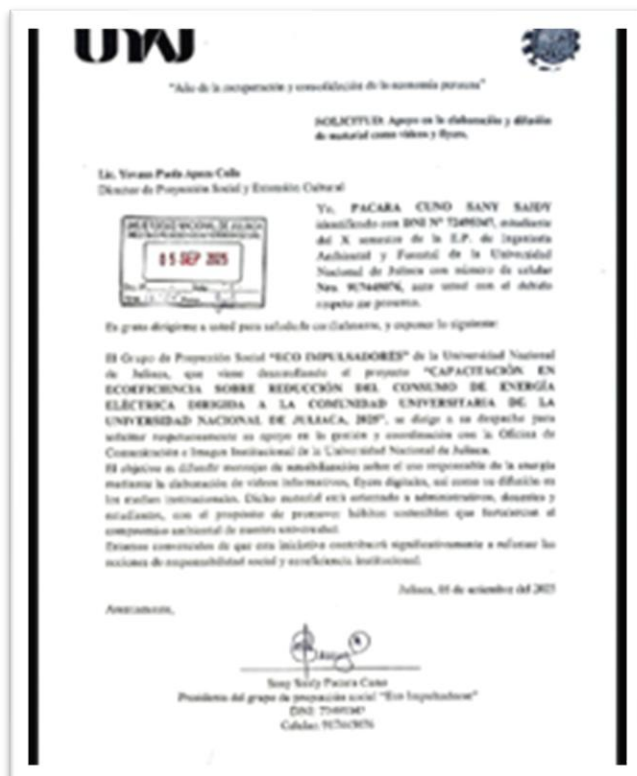 UNAJ
"Año de la recuperación y consolidación de la economía peruana"
SOLICITUD: Apoyo en la elaboración y difusión
de material como videos y flyers.
Director de Proyección Social y Extensión Cultural
UNIVERSIDAD NACIONAL DE JULIACA
05 SEP 2025
Yo, PACARA CUNO SANY SAIDY
identificado con DNI N°
estudiante
del X semestre de la E.P. de Ingeniería
Ambiental y Forestal de la Universidad
Nacional de Juliaca con número de celular
Nro. ante usted con el debido
respeto me presento.
Es grato dirigirme a usted para saludarle cordialmente, y exponer lo siguiente:
El Grupo de Proyección Social "ECO IMPULSADORES" de la Universidad Nacional
de Juliaca, que viene desarrollando el proyecto "CAPACITACIÓN EN
ECOEFICIENCIA SOBRE REDUCCIÓN DEL CONSUMO DE ENERGÍA
ELÉCTRICA DIRIGIDA A LA COMUNIDAD UNIVERSITARIA DE LA
UNIVERSIDAD NACIONAL DE JULIACA, 2025", se dirige a su despacho para
solicitar respetuosamente su apoyo en la gestión y coordinación con la Oficina de
Comunicación e Imagen Institucional de la Universidad Nacional de Juliaca.
El objetivo es difundir mensajes de sensibilización sobre el uso responsable de la energía
mediante la elaboración de videos informativos, flyers digitales, así como su difusión en
los medios institucionales. Dicho material está orientado a administrativos, docentes y
estudiantes, con el propósito de promover hábitos sostenibles que fortalezcan el
compromiso ambiental de nuestra universidad.
Estamos convencidos de que esta iniciativa contribuirá significativamente a reforzar las
acciones de responsabilidad social y ecoeficiencia institucional.
Juliaca, 05 de setiembre del 2025
Atentamente,
Sany Saidy Pacara Cuno
Presidenta del grupo de proyección social "Eco Impulsadores"
DNI:
Celular: